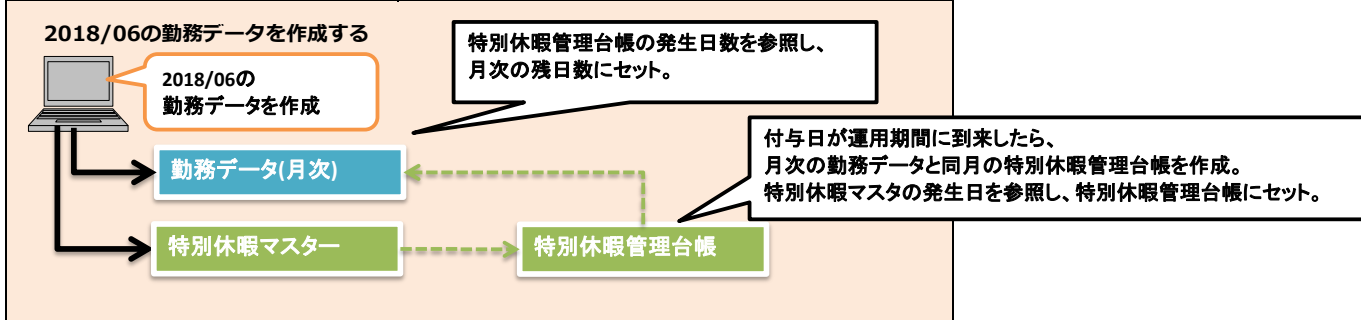 2018/06の勤務データを作成する
2018/06の
勤務データを作成
特別休暇管理台帳の発生日数を参照し、
月次の残日数にセット。
付与日が運用期間に到来したら、
月次の勤務データと同月の特別休暇管理台帳を作成。
特別休暇マスタの発生日を参照し、特別休暇管理台帳にセット。
勤務データ(月次)
特別休暇マスター
特別休暇管理台帳